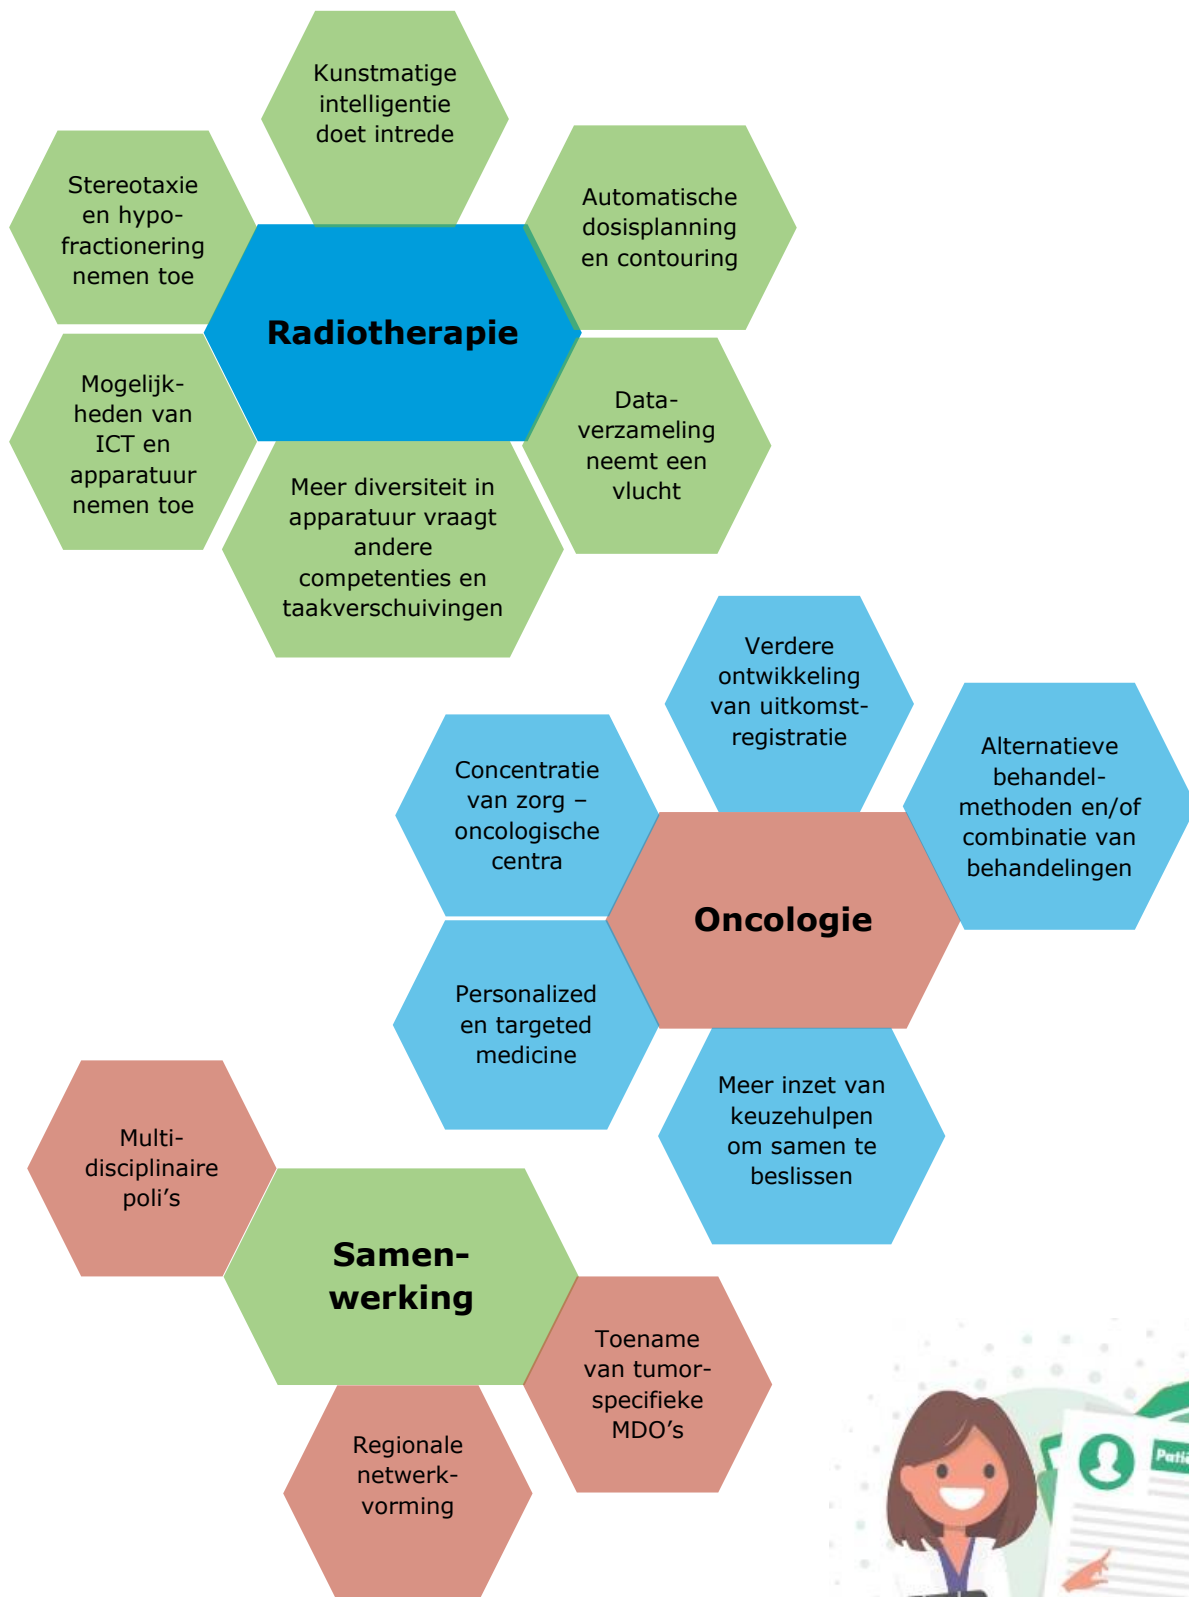 Kunstmatige
intelligentie
doet intrede
Stereotaxie
en hypo-
fractionering
nemen toe
Automatische
dosisplanning
en contouring
Radiotherapie
Mogelijk-
heden van
ICT en
apparatuur
nemen toe
Data-
verzameling
neemt een
vlucht
Meer diversiteit in
apparatuur vraagt
andere
competenties en
taakverschuivingen
Verdere
ontwikkeling
van uitkomst-
registratie
Alternatieve
behandel-
methoden en/of
combinatie van
behandelingen
Concentratie
van zorg –
oncologische
centra
Oncologie
Personalized
en targeted
medicine
Meer inzet van
keuzehulpen
om samen te
beslissen
Multi-
disciplinaire
poli's
Samen-
werking
Toename
van tumor-
specifieke
MDO's
Regionale
netwerk-
vorming